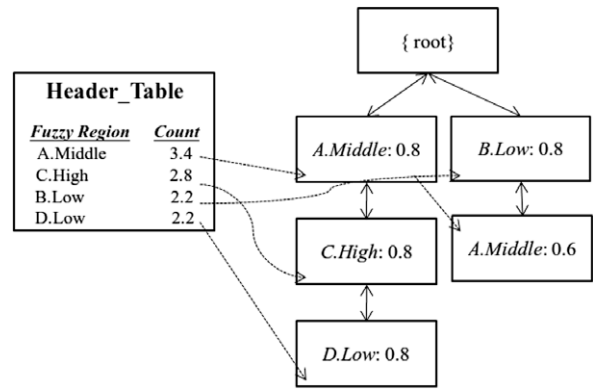 { root}
Header_Table
Fuzzy Region Count
A.Middle 3.4
C.High 2.8
B.Low 2.2
D.Low 2.2
A.Middle: 0.8
B.Low: 0.8
C.High: 0.8
A.Middle: 0.6
D.Low: 0.8